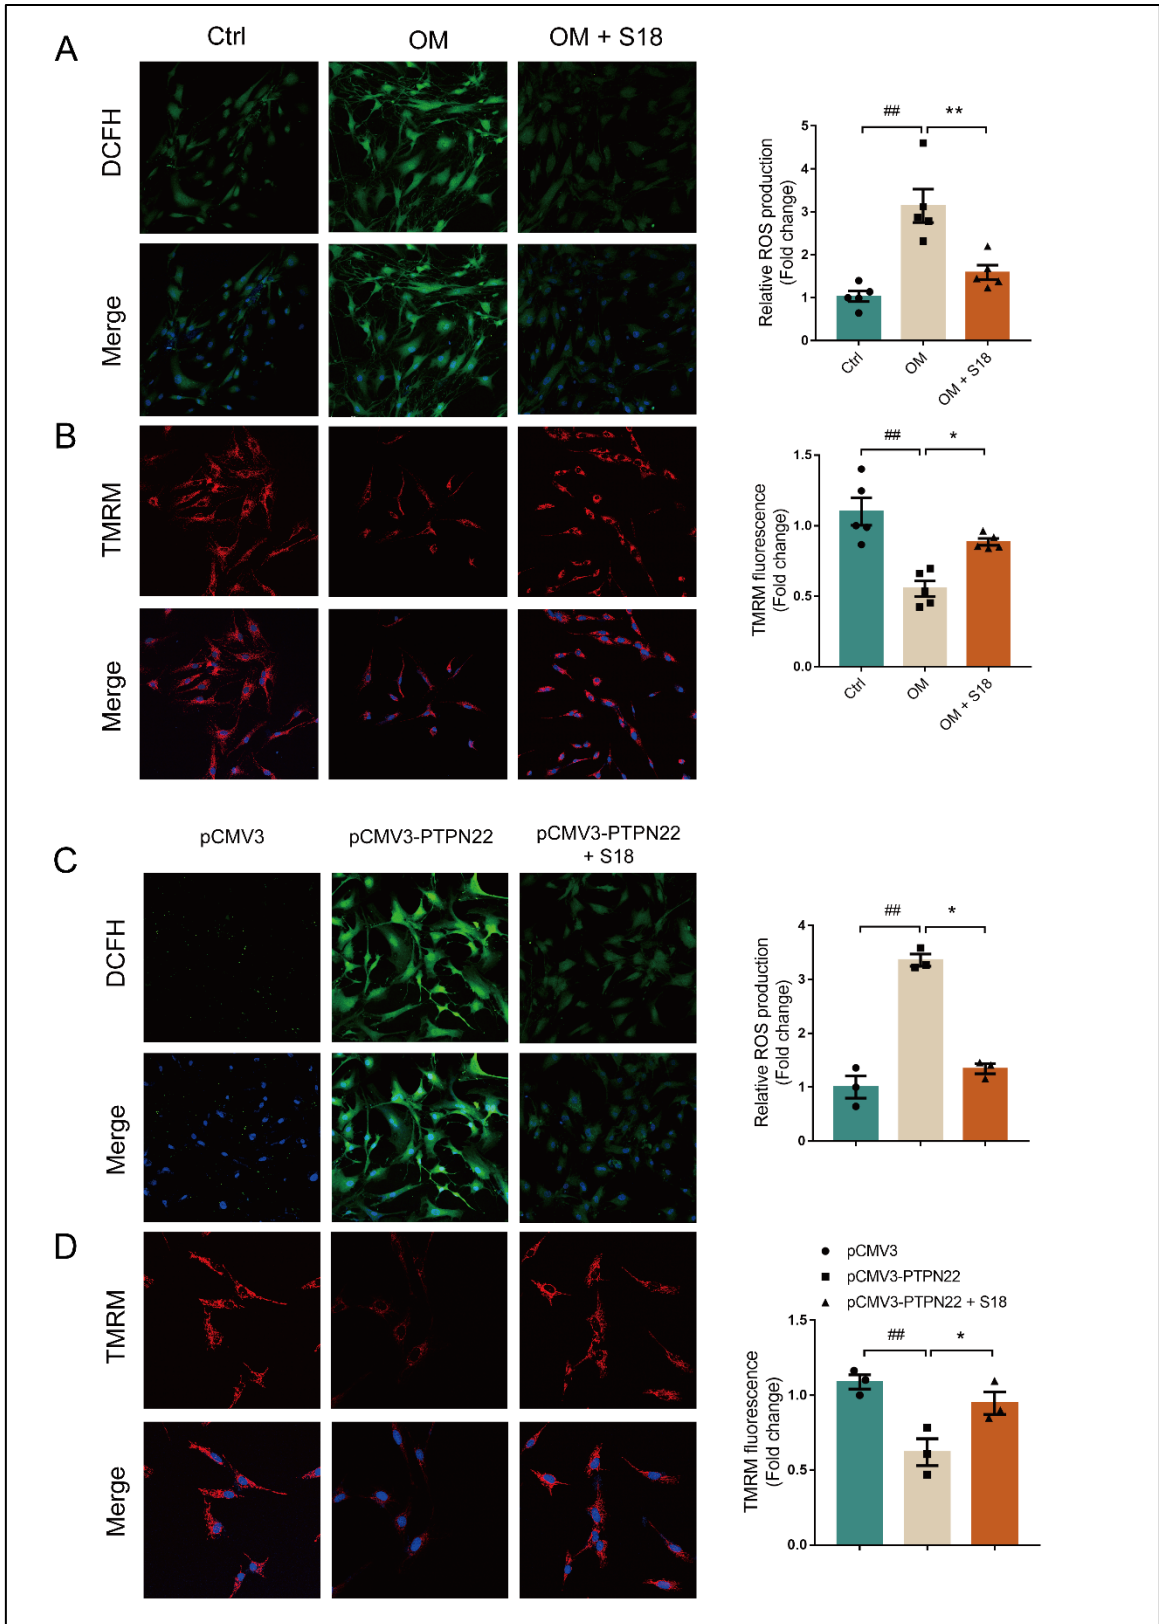 A
Ctrl
OM
OM + S18
DCFH
Merge
Relative ROS production
(Fold change)
##
**
5
4
3
2
1
0
Ctrl
OM
OM + S18
B
TMRM
Merge
TMRM fluorescence
(Fold change)
##
*
1.5
1.0
0.5
0.0
Ctrl
OM
OM + S18
C
pCMV3
pCMV3-PTPN22
pCMV3-PTPN22
+ S18
DCFH
Merge
Relative ROS production
(Fold change)
##
*
4
3
2
1
0
D
TMRM
Merge
pCMV3
pCMV3-PTPN22
pCMV3-PTPN22 + S18
TMRM fluorescence
(Fold change)
##
*
1.5
1.0
0.5
0.0